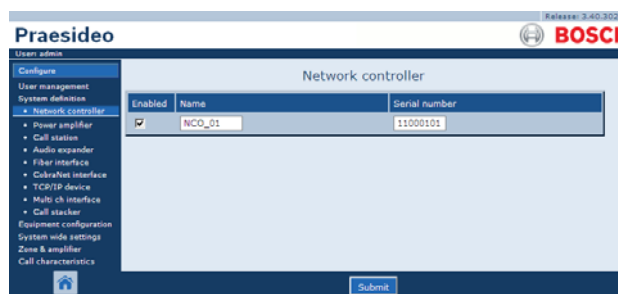 Release: 3.40.302
Praesideo
BOSCH
User: admin
Configure
User management
System definition
• Network controller
• Power amplifier
• Call station
• Audio expander
• Fiber interface
• CobraNet interface
• TCP/IP device
• Multi ch interface
• Call stacker
Equipment configuration
System wide settings
Zone & amplifier
Call characteristics
Network controller
Enabled Name Serial number
NCO_01 11000101
Submit